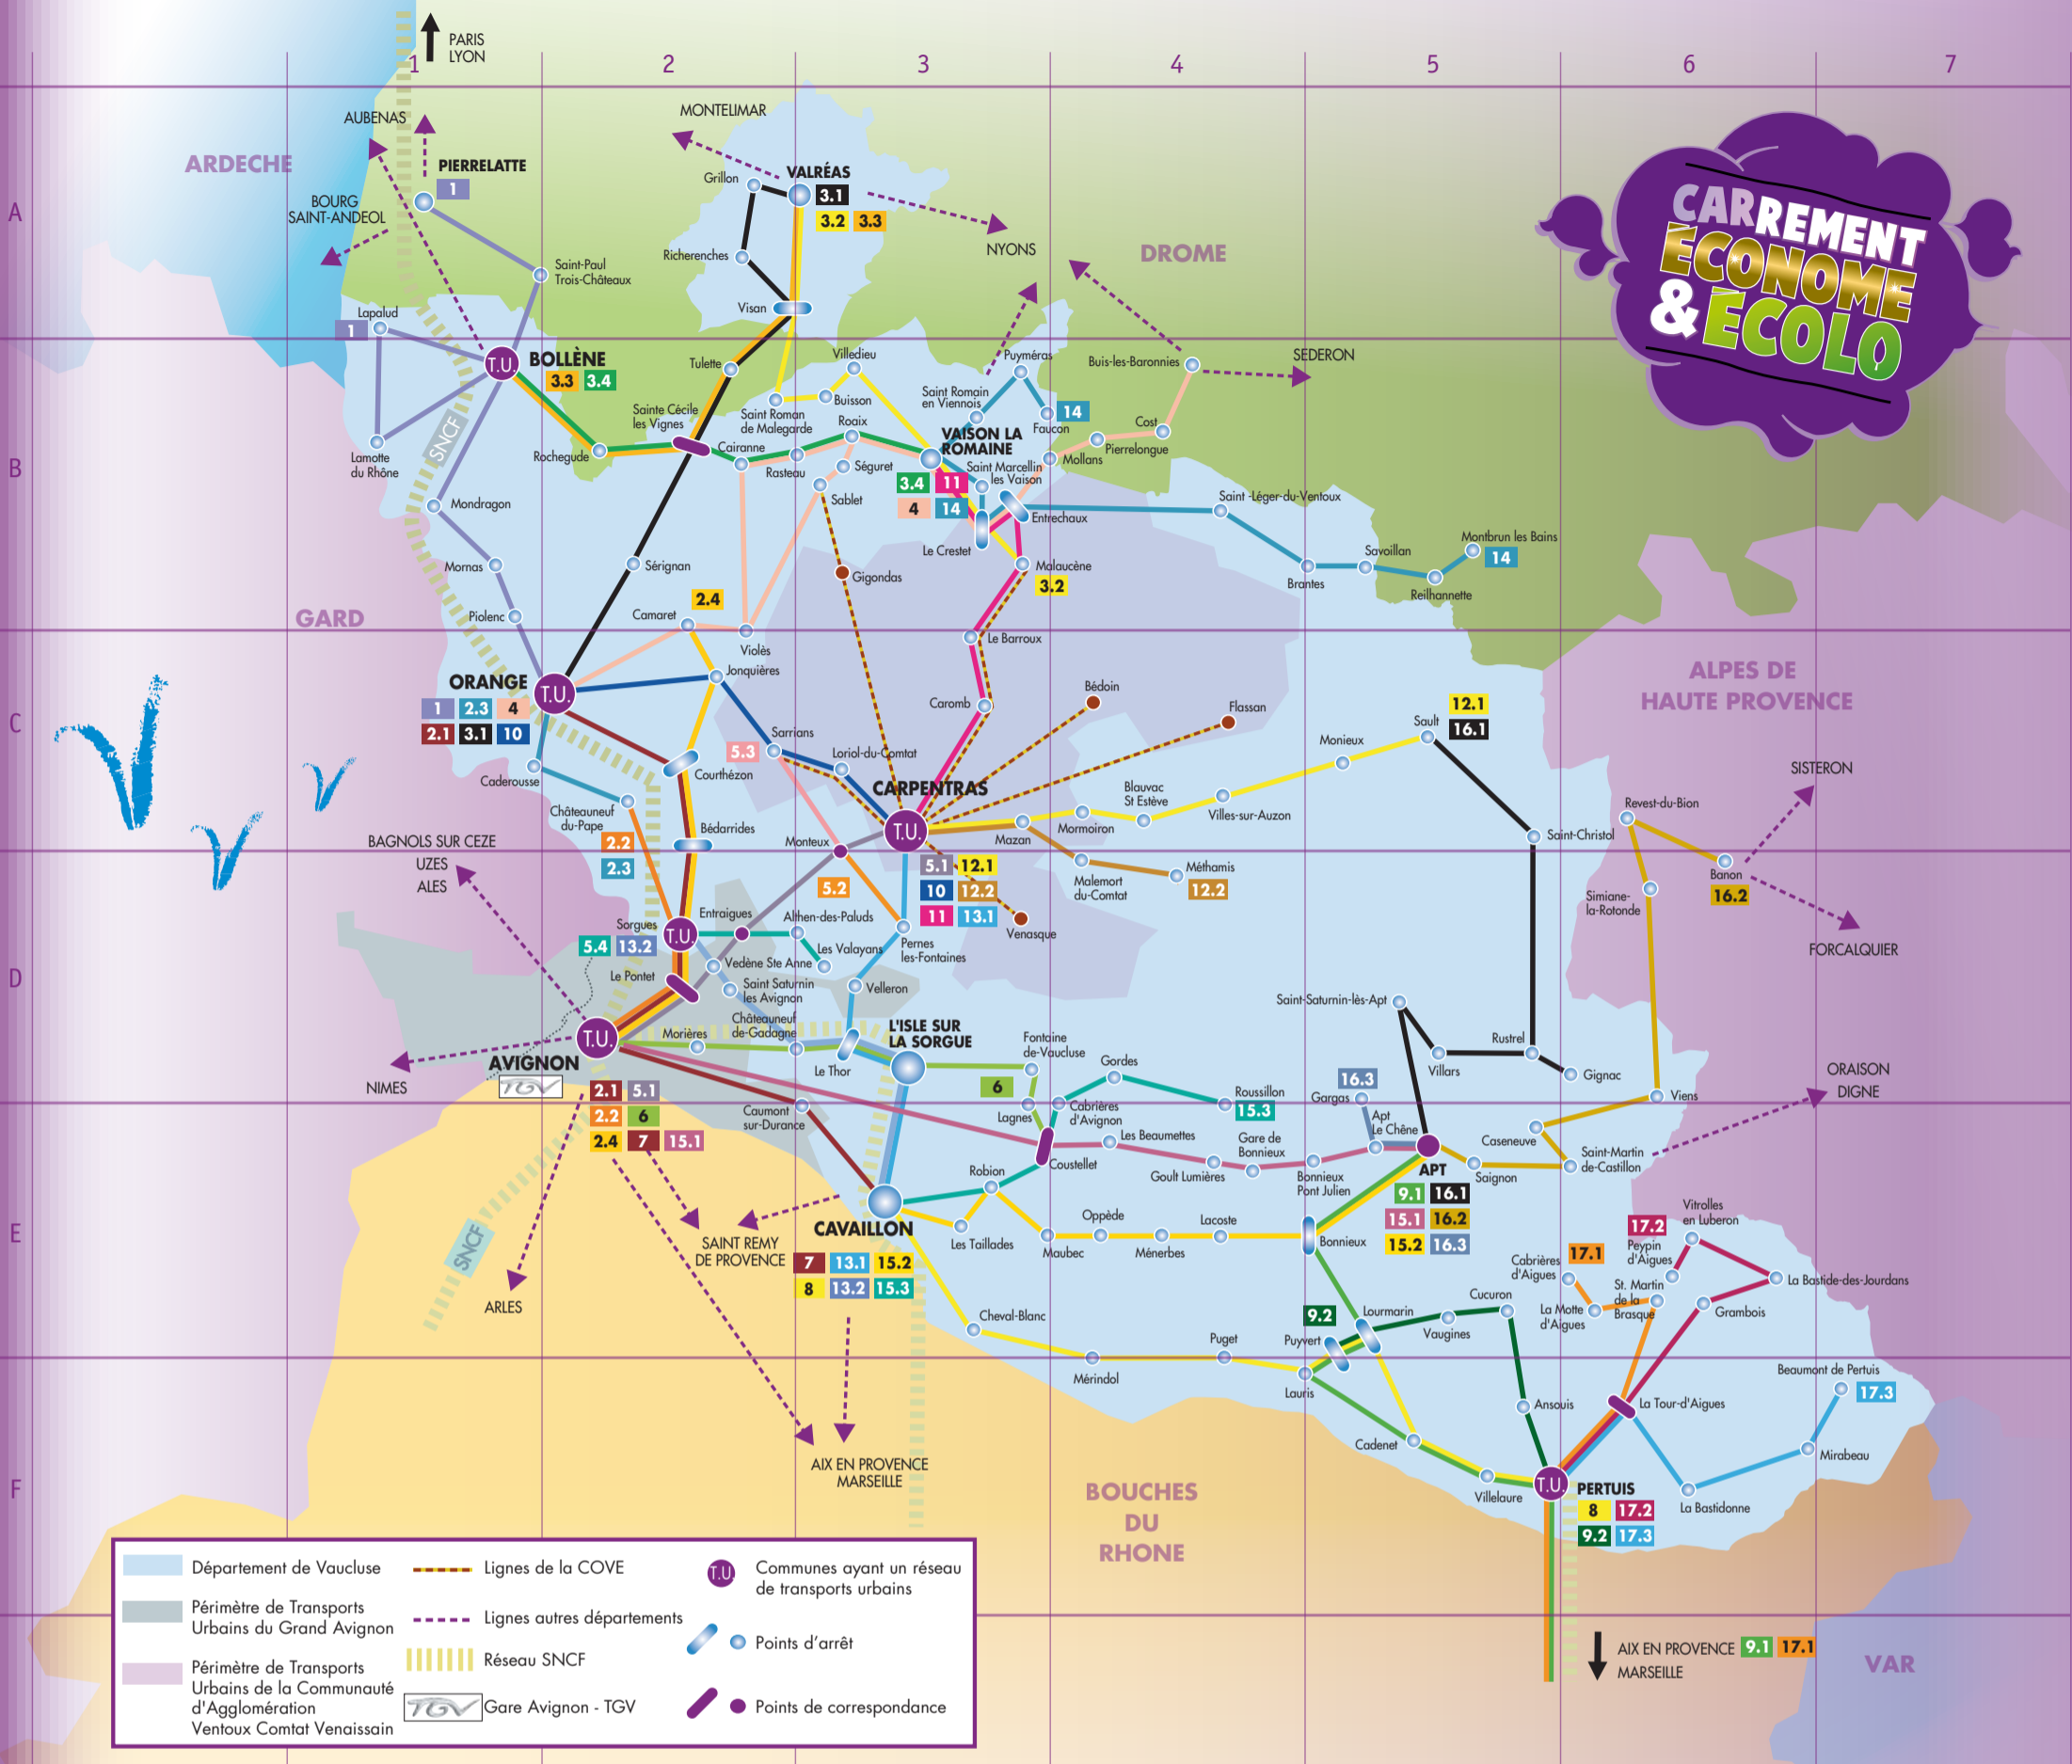 PARIS
LYON
1
2
3
4
5
6
7
A
B
C
D
E
F
AUBENAS
ARDECHE
PIERRELATTE
1
BOURG
SAINT-ANDEOL
MONTELIMAR
Grillon
VALRÉAS
3.1
3.2 3.3
Richerenches
NYONS
DROME
CARREMENT
ECONOME
& ECOLO
Saint-Paul
Trois-Châteaux
Visan
Lapalud
1
T.U.
BOLLÈNE
3.3 3.4
Tulette
Villedieu
Buisson
Saint Roman
de Malegarde
Puyméras
Saint Romain
en Viennois
Faucon
14
Buis-les-Baronnies
SEDERON
Cost
Pierrelongue
Mollans
Sainte Cécile
les Vignes
Rochegude
Cairanne
Rasteau
Roaix
Séguret
Sablet
VAISON LA
ROMAINE
3.4 11
4 14
Saint Marcellin
les Vaison
Entrechaux
Le Crestet
Saint -Léger-du-Ventoux
Brantes
Savoillan
Reilhannette
Montbrun les Bains
14
SNCF
Lamotte
du Rhône
Mondragon
Mornas
Piolenc
Sérignan
Gigondas
Malaucène
3.2
GARD
2.4
Camaret
Violès
Le Barroux
Jonquières
ORANGE
T.U.
1 2.3 4
2.1 3.1 10
Caromb
Bédoin
Flassan
ALPES DE
HAUTE PROVENCE
Sarrians
5.3
Loriol-du-Comtat
Courthézon
Caderousse
Châteauneuf
du-Pape
2.2
2.3
Bédarrides
CARPENTRAS
T.U.
Monteux
5.2
5.1 12.1
10 12.2
11 13.1
Mazan
Mormoiron
Blauvac
St Estève
Villes-sur-Auzon
Monieux
Sault
12.1
16.1
Malemort
du-Comtat
Méthamis
12.2
Venasque
Saint-Christol
Revest-du-Bion
SISTERON
Banon
16.2
Simiane-
la-Rotonde
FORCALQUIER
BAGNOLS SUR CEZE
UZES
ALES
Sorgues
T.U.
5.4 13.2
Entraigues
Althen-des-Paluds
Les Valayans
Pernes
les-Fontaines
Le Pontet
Vedène Ste Anne
Saint Saturnin
les Avignon
Velleron
Châteauneuf
de-Gadagne
Morières
T.U.
AVIGNON
TGV
2.1 5.1
2.2 6
2.4 7 15.1
NIMES
Le Thor
L'ISLE SUR
LA SORGUE
Fontaine
de-Vaucluse
6
Lagnes
Gordes
Cabrières
d'Avignon
Roussillon
15.3
Caumont
sur-Durance
Saint-Saturnin-lès-Apt
Villars
Rustrel
Gignac
16.3
Gargas
Apt
Le Chêne
Viens
ORAISON
DIGNE
Caseneuve
Saint-Martin
de-Castillon
Saignon
Les Beaumettes
Coustellet
Goult Lumières
Gare de
Bonnieux
Bonnieux
Pont Julien
APT
9.1 16.1
15.1 16.2
15.2 16.3
Robion
Les Taillades
Maubec
Oppède
Ménerbes
Lacoste
Bonnieux
CAVAILLON
7 13.1 15.2
8 13.2 15.3
SAINT REMY
DE PROVENCE
SNCF
ARLES
Cheval-Blanc
Mérindol
Puget
Lauris
Puyvert
9.2
Lourmarin
Vaugines
Cucuron
Ansouis
Cadenet
Villelaure
17.1
Cabrières
d'Aigues
La Motte
d'Aigues
St. Martin
de la
Brasque
17.2
Peypin
d'Aigues
Vitrolles
en Luberon
La Bastide-des-Jourdans
Grambois
Beaumont de Pertuis
17.3
La Tour-d'Aigues
Mirabeau
La Bastidonne
T.U.
PERTUIS
8 17.2
9.2 17.3
AIX EN PROVENCE
MARSEILLE
BOUCHES
DU
RHONE
AIX EN PROVENCE 9.1 17.1
MARSEILLE
VAR
Département de Vaucluse
Périmètre de Transports
Urbains du Grand Avignon
Périmètre de Transports
Urbains de la Communauté
d'Agglomération
Ventoux Comtat Venaissain
Lignes de la COVE
Lignes autres départements
Réseau SNCF
TGV Gare Avignon - TGV
T.U. Communes ayant un réseau
de transports urbains
Points d'arrêt
Points de correspondance